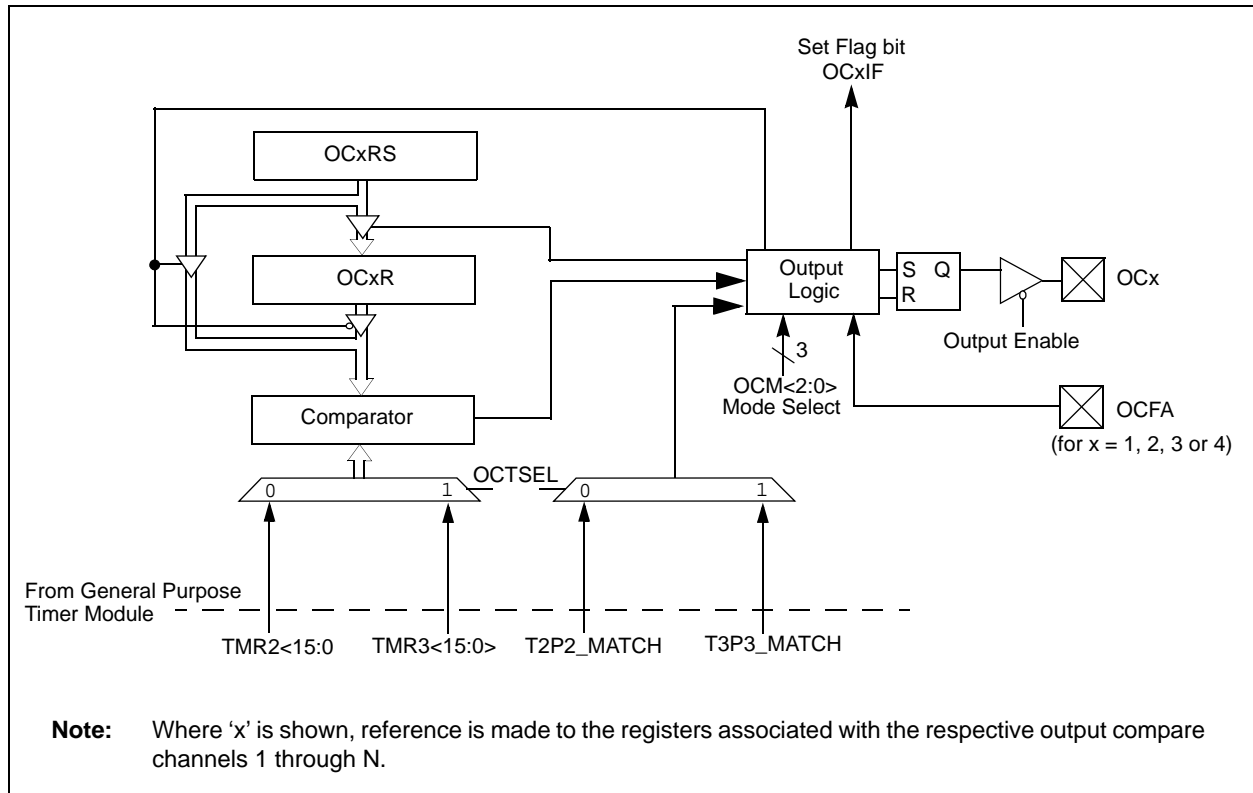 Set Flag bit
OCxIF
OCxRS
OCxR
Output
Logic
S Q
R
OCx
Output Enable
3
OCM<2:0>
Mode Select
Comparator
OCFA
(for x = 1, 2, 3 or 4)
0 1
OCTSEL
0 1
From General Purpose
Timer Module
TMR2<15:0
TMR3<15:0>
T2P2_MATCH
T3P3_MATCH
Note: Where ‘x’ is shown, reference is made to the registers associated with the respective output compare
channels 1 through N.